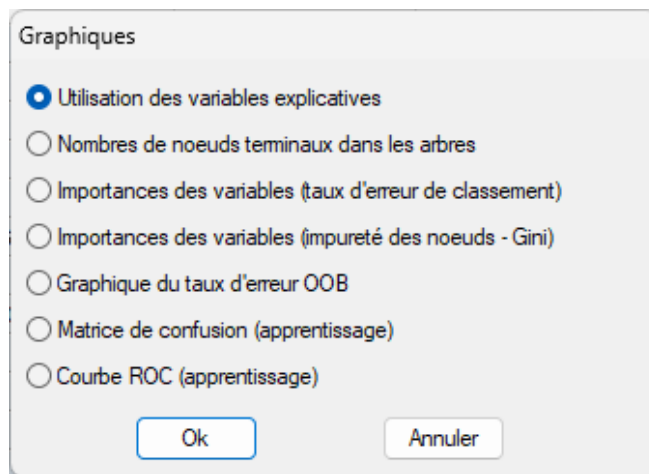 Graphiques
Utilisation des variables explicatives
Nombres de noeuds terminaux dans les arbres
Importances des variables (taux d'erreur de classement)
Importances des variables (impureté des noeuds - Gini)
Graphique du taux d'erreur OOB
Matrice de confusion (apprentissage)
Courbe ROC (apprentissage)
Ok Annuler